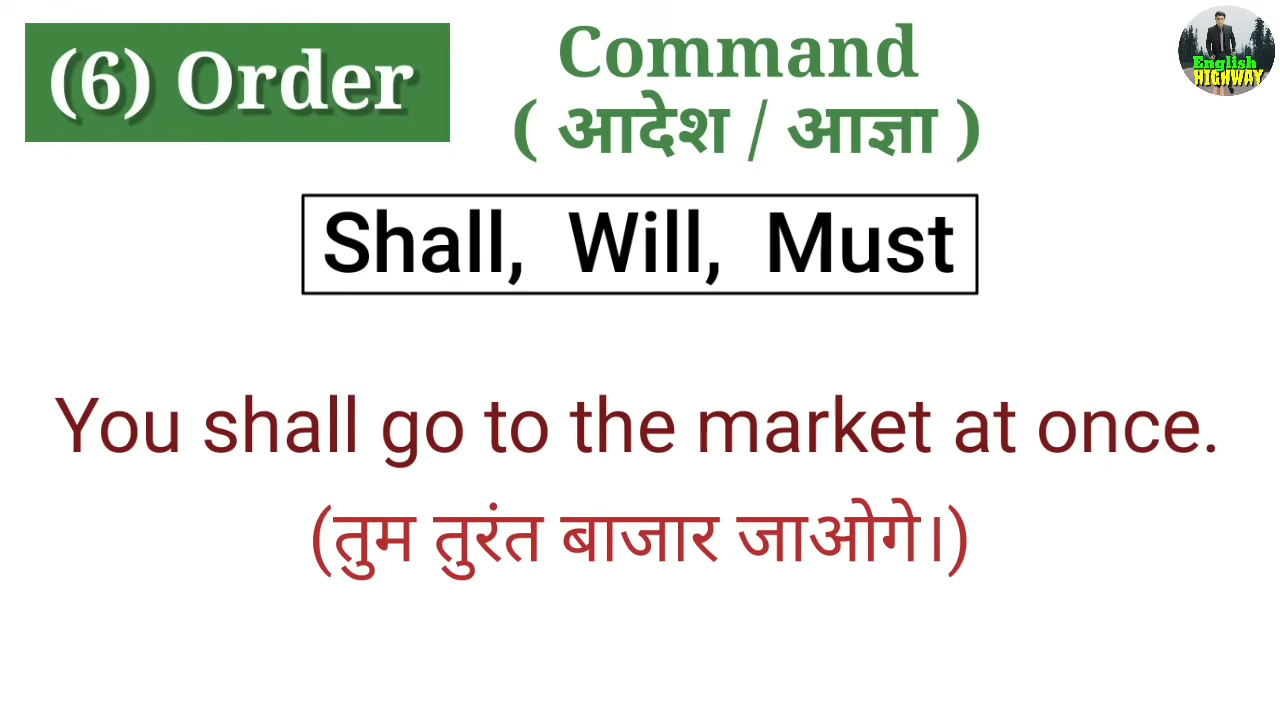 (6) Order
Command
( आदेश / आज्ञा )
English
HIGHWAY
Shall, Will, Must
You shall go to the market at once.
(तुम तुरंत बाजार जाओगे।)